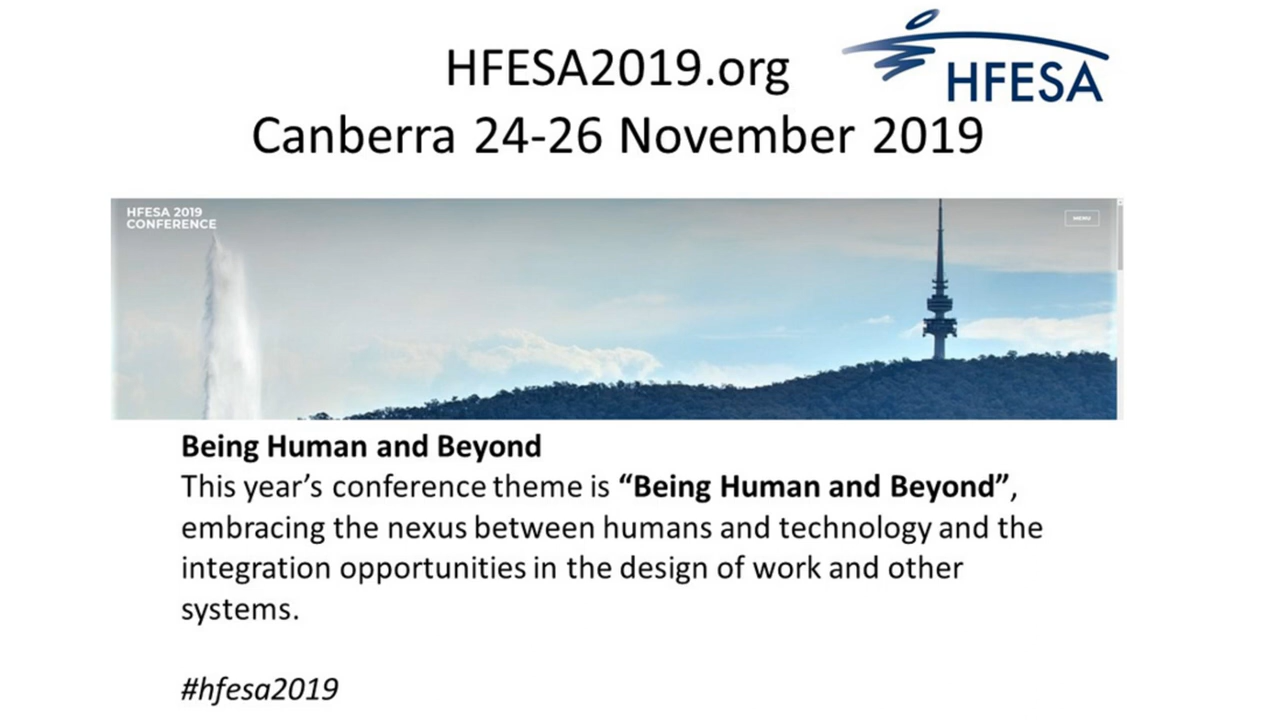 HFESA2019.org
HFESA
Canberra 24-26 November 2019
HFESA 2019
CONFERENCE
MENU
Being Human and Beyond
This year’s conference theme is “Being Human and Beyond”,
embracing the nexus between humans and technology and the
integration opportunities in the design of work and other
systems.
#hfesa2019